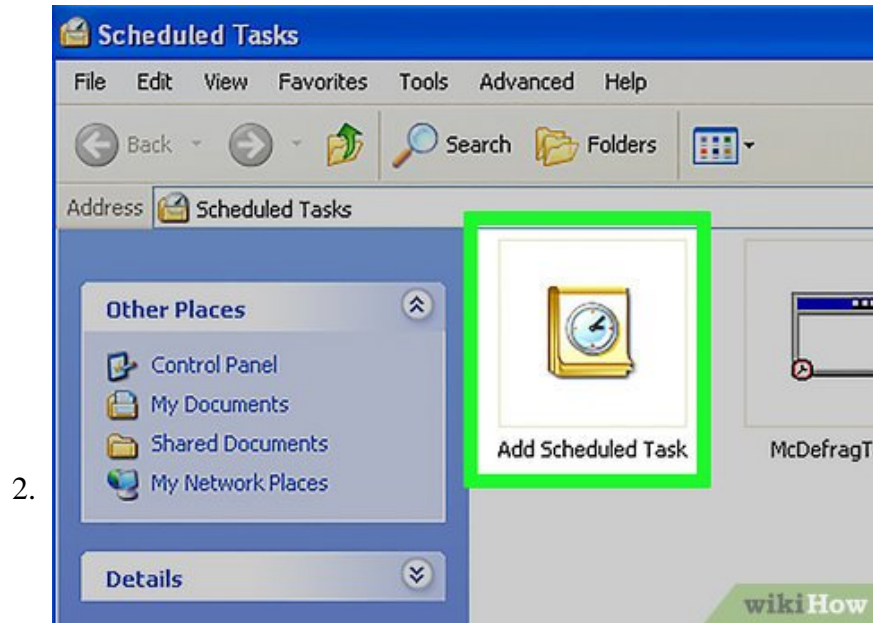 Scheduled Tasks
File Edit View Favorites Tools Advanced Help
Back Search Folders
Address Scheduled Tasks
Other Places
Control Panel
My Documents
Shared Documents
My Network Places
Details
Add Scheduled Task
McDefragT
2.
wikiHow